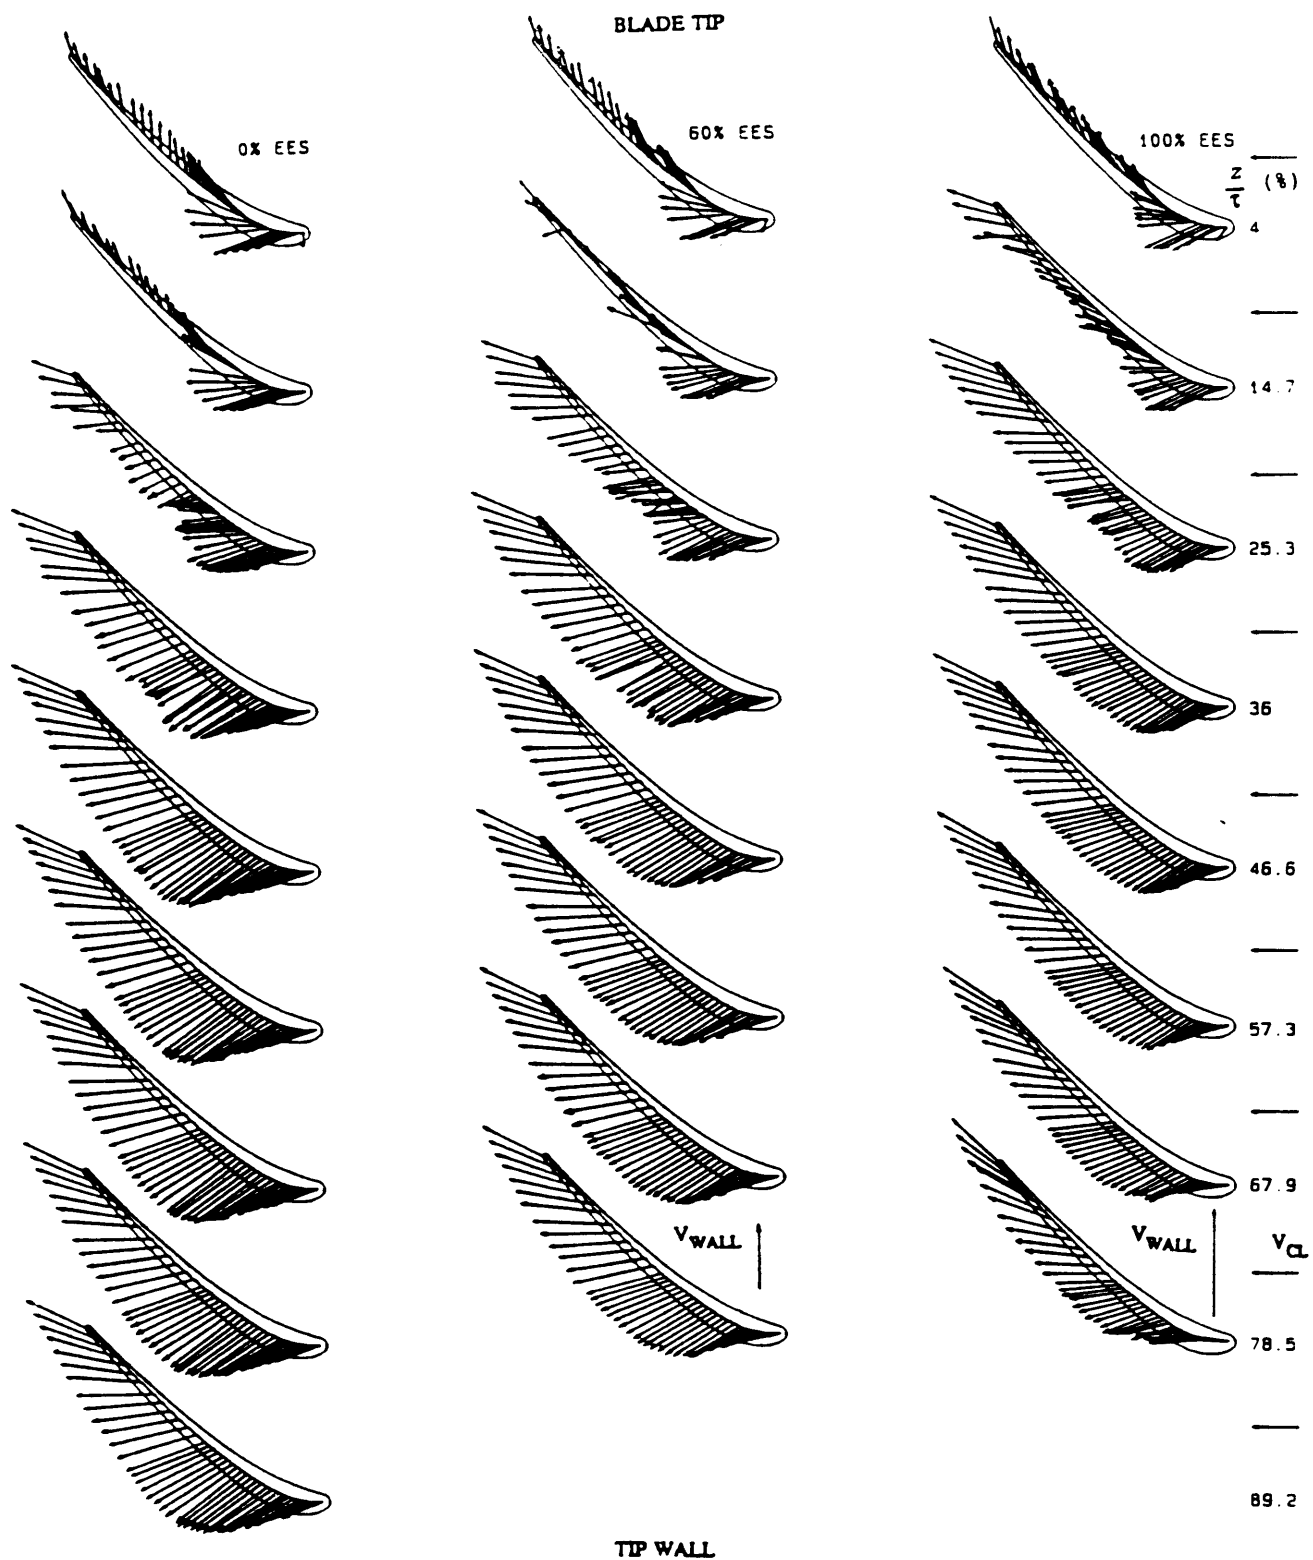 BLADE TIP
0% EES
60% EES
100% EES
z/τ (%)
4
14.7
25.3
36
46.6
57.3
67.9
V_WALL
V_WALL
V_CL
78.5
89.2
TIP WALL